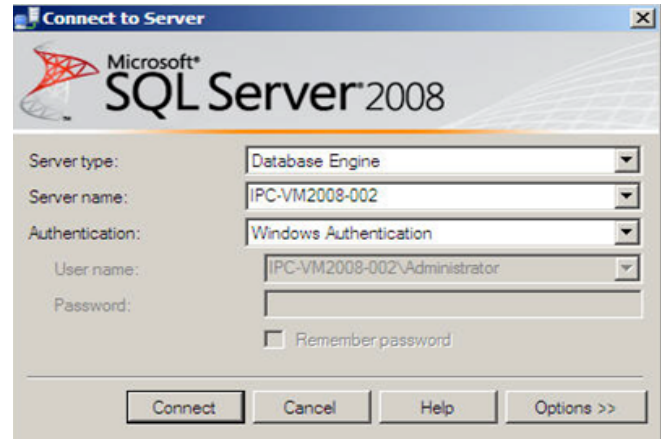 Connect to Server
Microsoft®
SQL Server® 2008
Server type: Database Engine
Server name: IPC-VM2008-002
Authentication: Windows Authentication
User name: IPC-VM2008-002\Administrator
Password:
Remember password
Connect Cancel Help Options >>